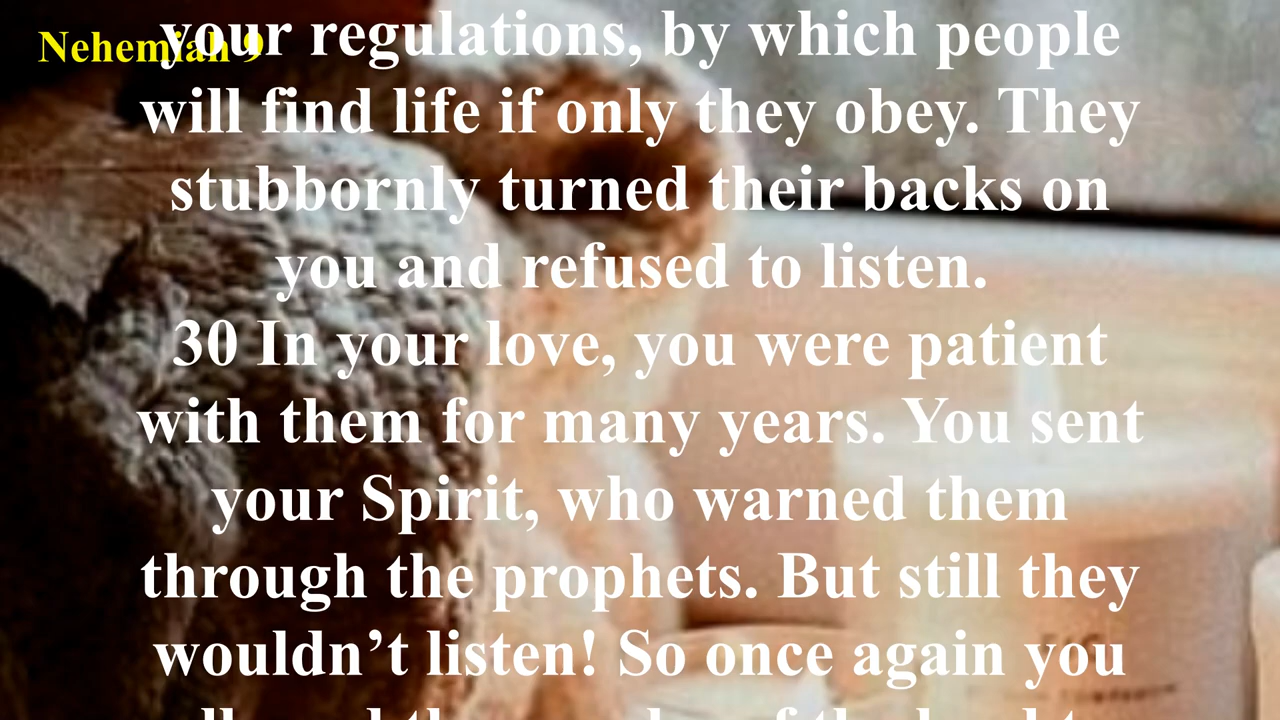 Nehemiah 9
your regulations, by which people
will find life if only they obey. They
stubbornly turned their backs on
you and refused to listen.
30 In your love, you were patient
with them for many years. You sent
your Spirit, who warned them
through the prophets. But still they
wouldn’t listen! So once again you